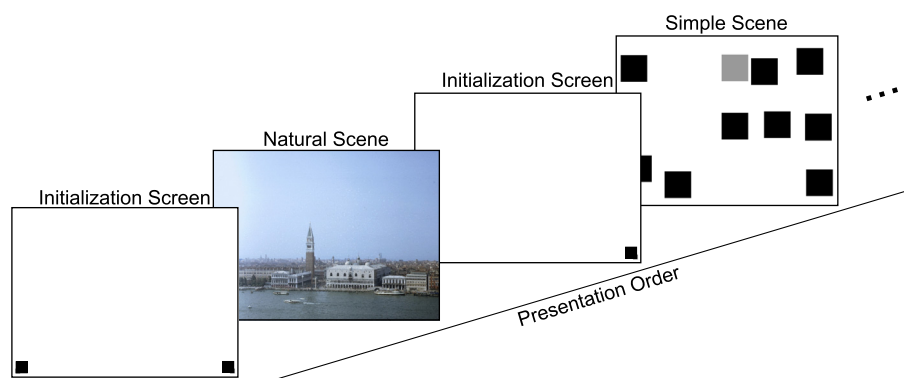 Simple Scene
Initialization Screen
Natural Scene
Initialization Screen
Presentation Order